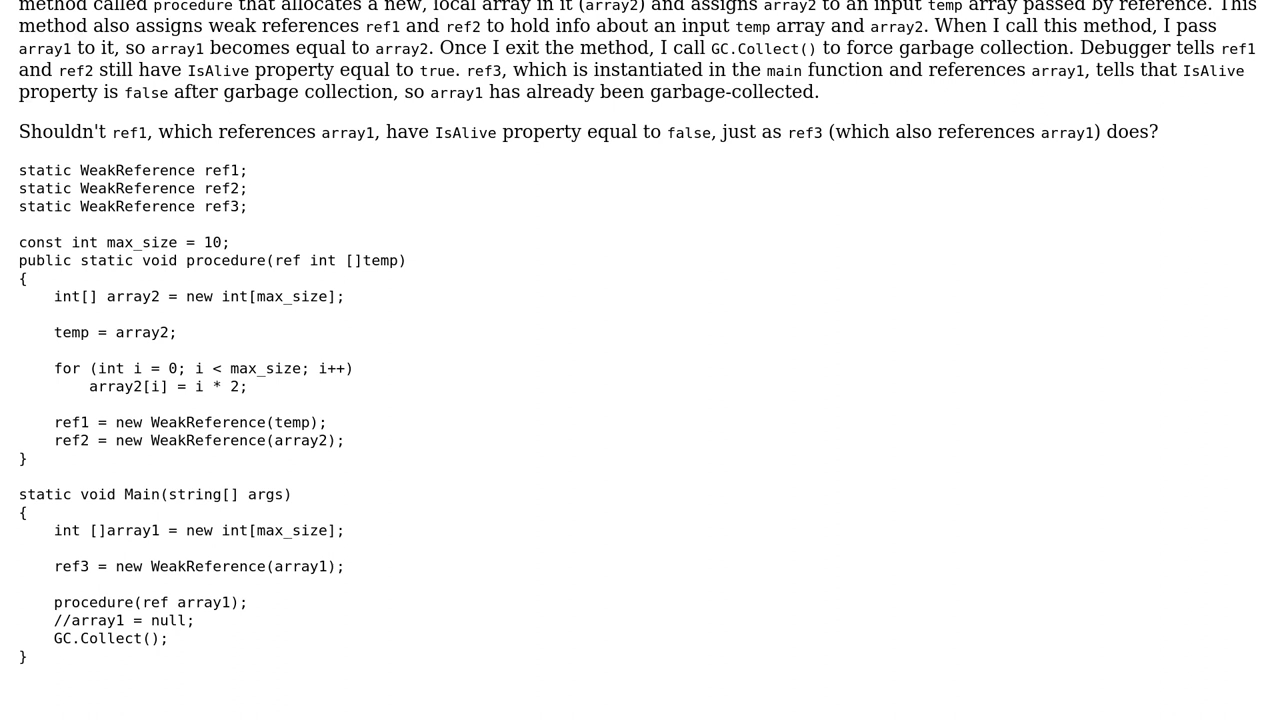 method called procedure that allocates a new, local array in it (array2) and assigns array2 to an input temp array passed by reference. This
method also assigns weak references ref1 and ref2 to hold info about an input temp array and array2. When I call this method, I pass
array1 to it, so array1 becomes equal to array2. Once I exit the method, I call GC.Collect() to force garbage collection. Debugger tells ref1
and ref2 still have IsAlive property equal to true. ref3, which is instantiated in the main function and references array1, tells that IsAlive
property is false after garbage collection, so array1 has already been garbage-collected.
Shouldn't ref1, which references array1, have IsAlive property equal to false, just as ref3 (which also references array1) does?
static WeakReference ref1;
static WeakReference ref2;
static WeakReference ref3;
const int max_size = 10;
public static void procedure(ref int []temp)
{
    int[] array2 = new int[max_size];
    temp = array2;
    for (int i = 0; i < max_size; i++)
        array2[i] = i * 2;
    ref1 = new WeakReference(temp);
    ref2 = new WeakReference(array2);
}
static void Main(string[] args)
{
    int []array1 = new int[max_size];
    ref3 = new WeakReference(array1);
    procedure(ref array1);
    //array1 = null;
    GC.Collect();
}